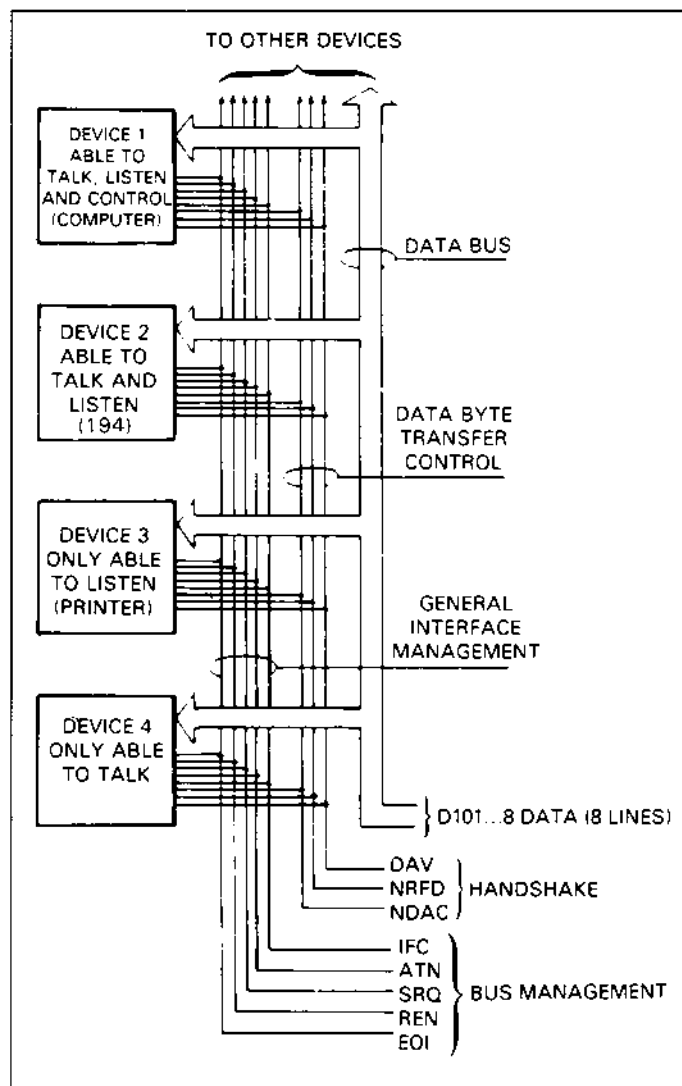 TO OTHER DEVICES
DEVICE 1
ABLE TO
TALK, LISTEN
AND CONTROL
(COMPUTER)
DATA BUS
DEVICE 2
ABLE TO
TALK AND
LISTEN
(194)
DATA BYTE
TRANSFER
CONTROL
DEVICE 3
ONLY ABLE
TO LISTEN
(PRINTER)
GENERAL
INTERFACE
MANAGEMENT
DEVICE 4
ONLY ABLE
TO TALK
D101...8 DATA (8 LINES)
DAV
NRFD
NDAC
HANDSHAKE
IFC
ATN
SRQ
REN
EOI
BUS MANAGEMENT